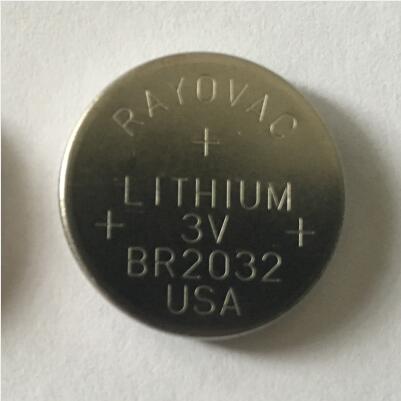 RAYOVAC
+
LITHIUM
+ 3V +
BR2032
USA